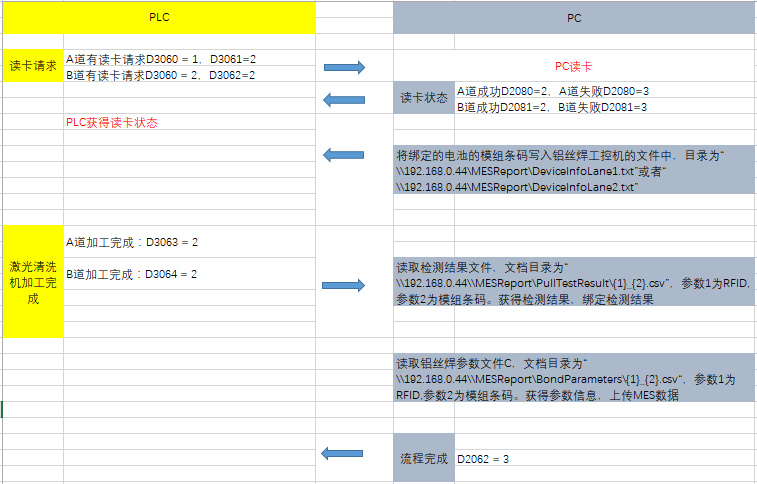 PLC
PC
读卡请求
A道有读卡请求D3060 = 1，D3061=2
B道有读卡请求D3060 = 2，D3062=2
PC读卡
读卡状态
A道成功D2080=2、A道失败D2080=3
B道成功D2081=2、B道失败D2081=3
PLC获得读卡状态
将绑定的电池的模组条码写入铝丝焊工控机的文件中，目录为“
\\192.168.0.44\MESReport\DeviceInfoLane1.txt”或者“
\\192.168.0.44\MESReport\DeviceInfoLane2.txt”
激光清洗
机加工完
成
A道加工完成：D3063 = 2
B道加工完成：D3064 = 2
读取检测结果文件，文档目录为“
\\192.168.0.44\\MESReport\PullTestResult\{1}_{2}.csv”，参数1为RFID,
参数2为模组条码。获得检测结果，绑定检测结果
读取铝丝焊参数文件C，文档目录为“
\\192.168.0.44\\MESReport\BondParameters\{1}_{2}.csv“，参数1为
RFID,参数2为模组条码。获得参数信息，上传MES数据
流程完成
D2062 = 3